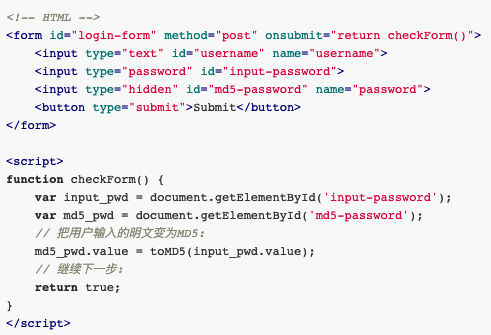 <!-- HTML -->
<form id="login-form" method="post" onsubmit="return checkForm()">
    <input type="text" id="username" name="username">
    <input type="password" id="input-password">
    <input type="hidden" id="md5-password" name="password">
    <button type="submit">Submit</button>
</form>

<script>
function checkForm() {
    var input_pwd = document.getElementById('input-password');
    var md5_pwd = document.getElementById('md5-password');
    // 把用户输入的明文变为MD5:
    md5_pwd.value = toMD5(input_pwd.value);
    // 继续下一步:
    return true;
}
</script>